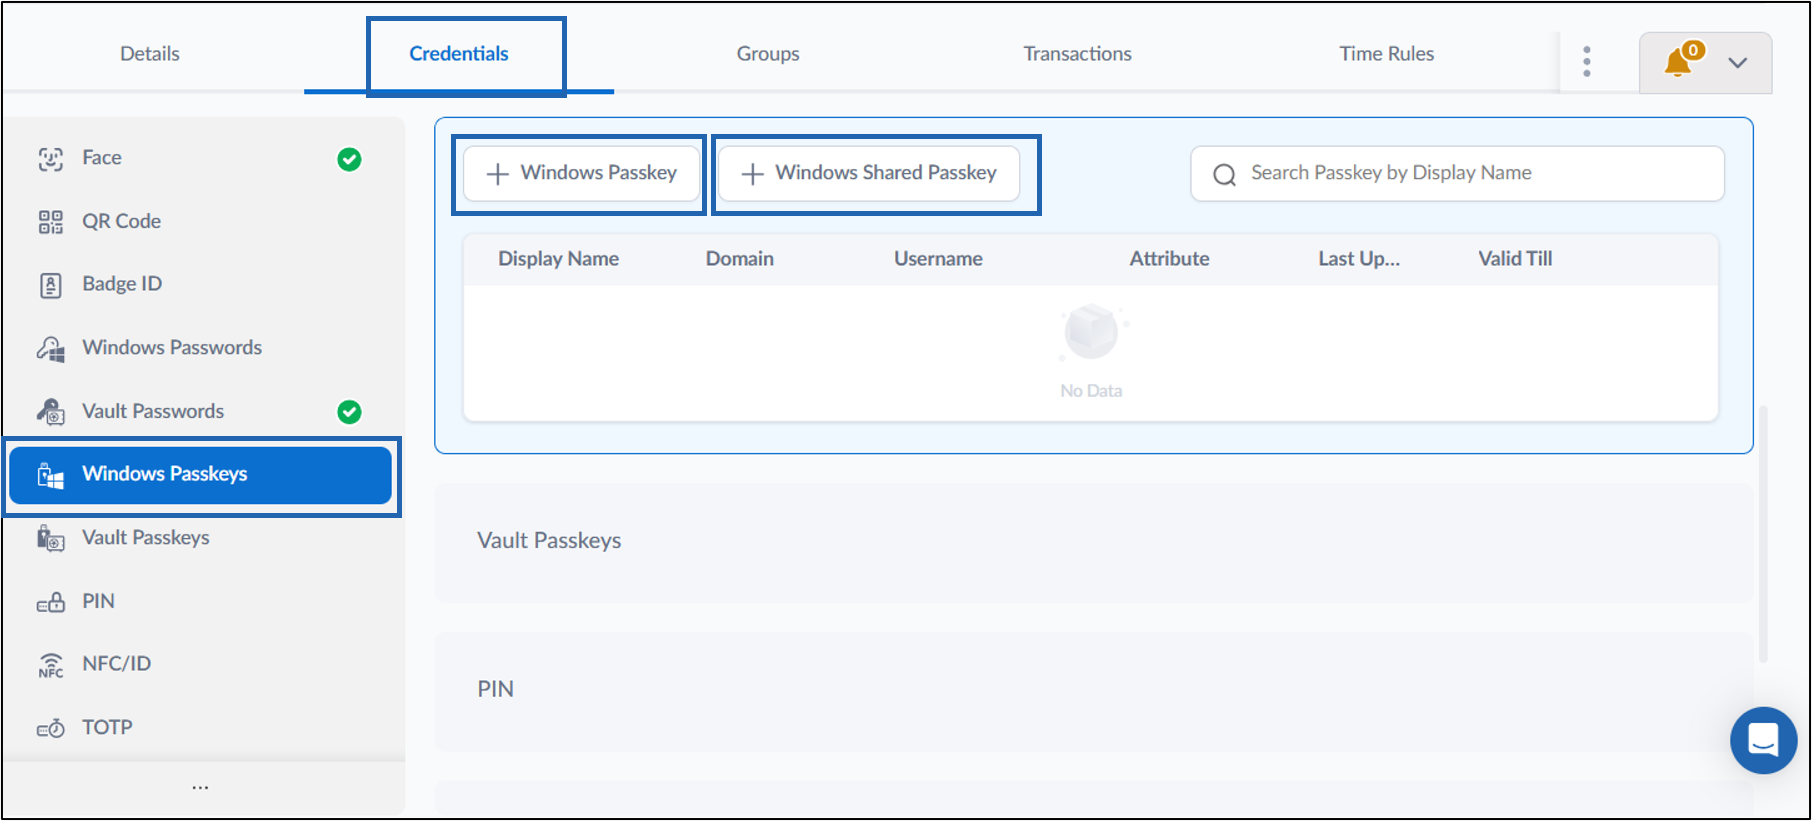 Details
Credentials
Groups
Transactions
Time Rules
0
Face
QR Code
Badge ID
Windows Passwords
Vault Passwords
Windows Passkeys
Vault Passkeys
PIN
NFC
NFC/ID
TOTP
...
Windows Passkey
Windows Shared Passkey
Search Passkey by Display Name
Display Name
Domain
Username
Attribute
Last Up...
Valid Till
No Data
Vault Passkeys
PIN